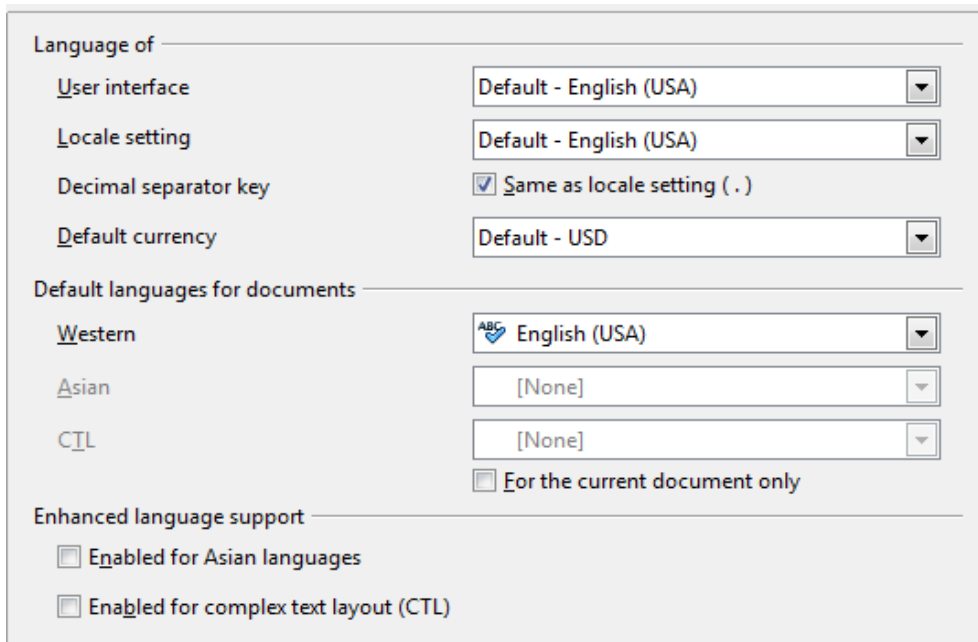 Language of
User interface
Default - English (USA)
Locale setting
Default - English (USA)
Decimal separator key
Same as locale setting ( . )
Default currency
Default - USD
Default languages for documents
Western
ABC English (USA)
Asian
[None]
CTL
[None]
For the current document only
Enhanced language support
Enabled for Asian languages
Enabled for complex text layout (CTL)